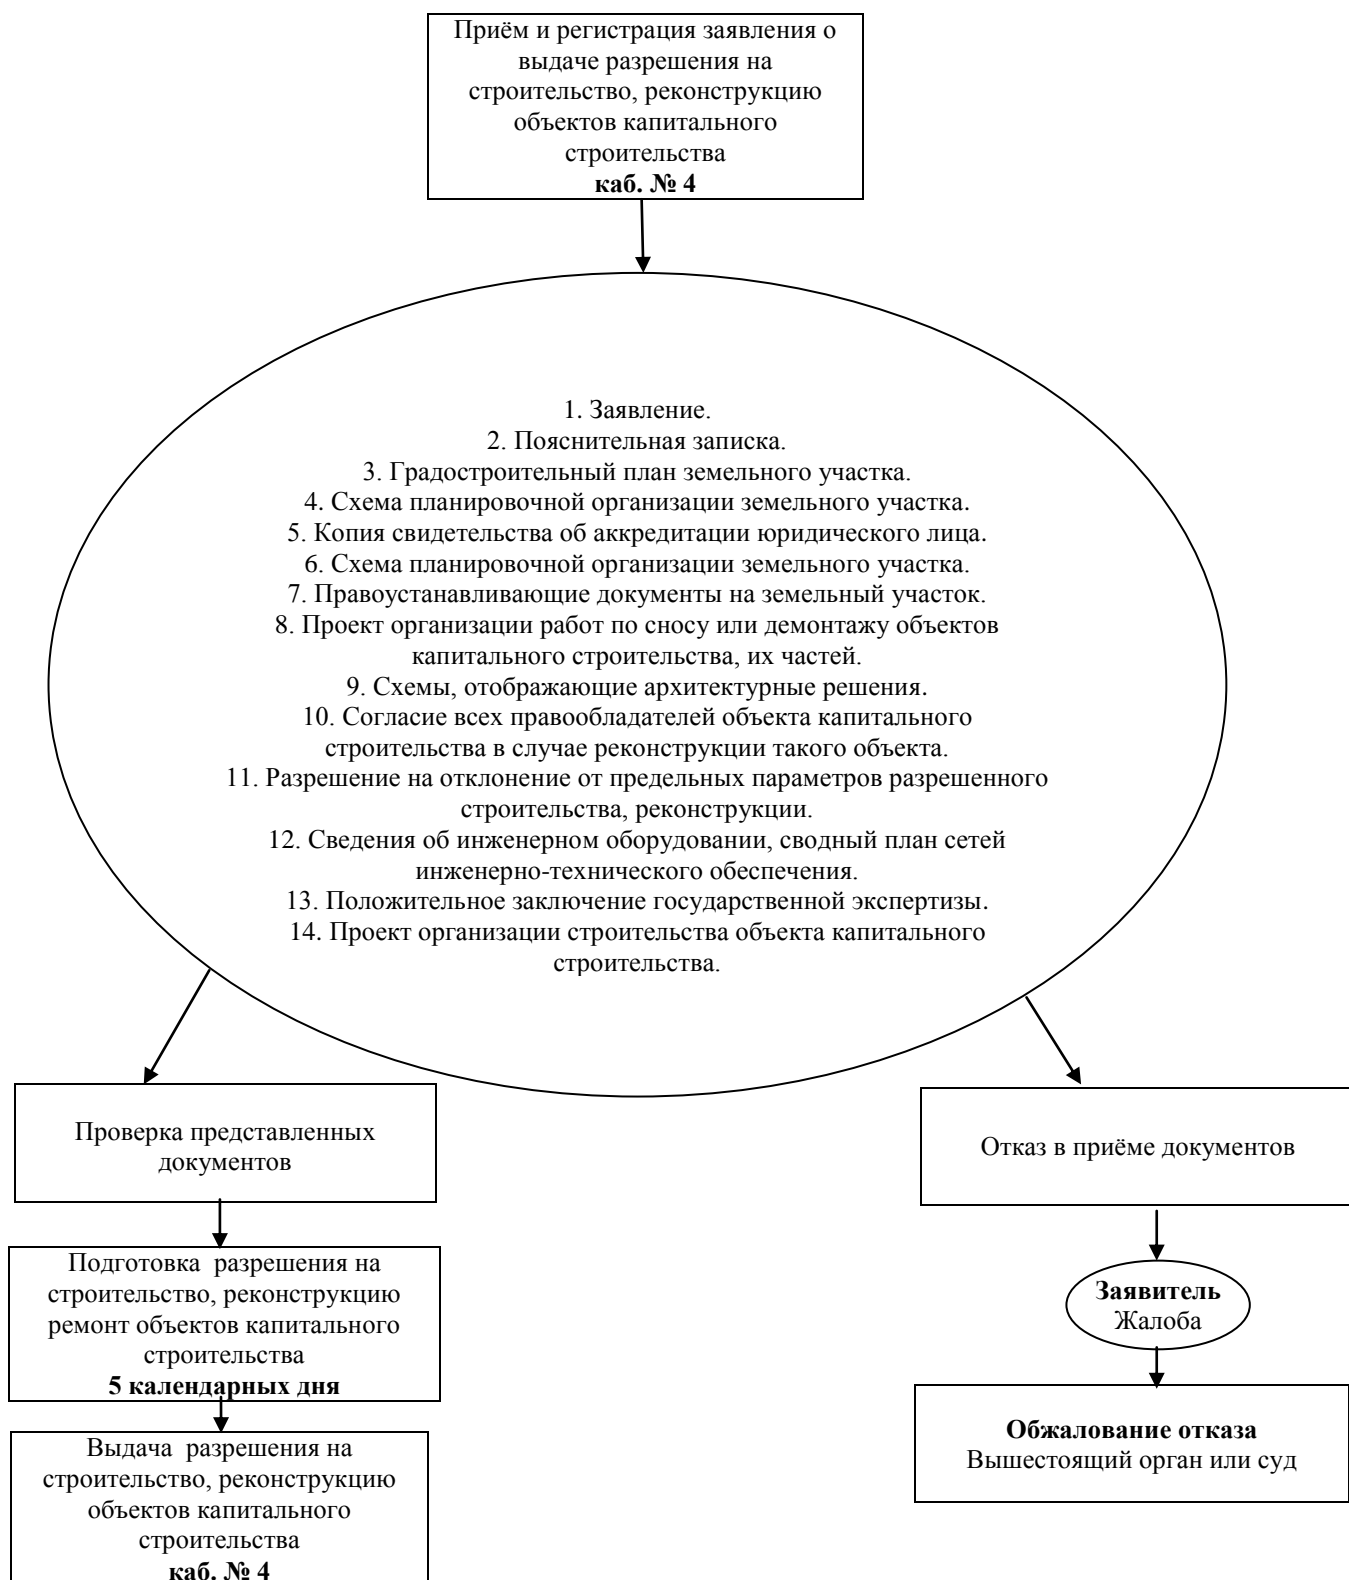 Приём и регистрация заявления о
выдаче разрешения на
строительство, реконструкцию
объектов капитального
строительства
каб. № 4
1. Заявление.
2. Пояснительная записка.
3. Градостроительный план земельного участка.
4. Схема планировочной организации земельного участка.
5. Копия свидетельства об аккредитации юридического лица.
6. Схема планировочной организации земельного участка.
7. Правоустанавливающие документы на земельный участок.
8. Проект организации работ по сносу или демонтажу объектов
капитального строительства, их частей.
9. Схемы, отображающие архитектурные решения.
10. Согласие всех правообладателей объекта капитального
строительства в случае реконструкции такого объекта.
11. Разрешение на отклонение от предельных параметров разрешенного
строительства, реконструкции.
12. Сведения об инженерном оборудовании, сводный план сетей
инженерно-технического обеспечения.
13. Положительное заключение государственной экспертизы.
14. Проект организации строительства объекта капитального
строительства.
Проверка представленных
документов
Подготовка разрешения на
строительство, реконструкцию
ремонт объектов капитального
строительства
5 календарных дня
Выдача разрешения на
строительство, реконструкцию
объектов капитального
строительства
каб. № 4
Отказ в приёме документов
Заявитель
Жалоба
Обжалование отказа
Вышестоящий орган или суд